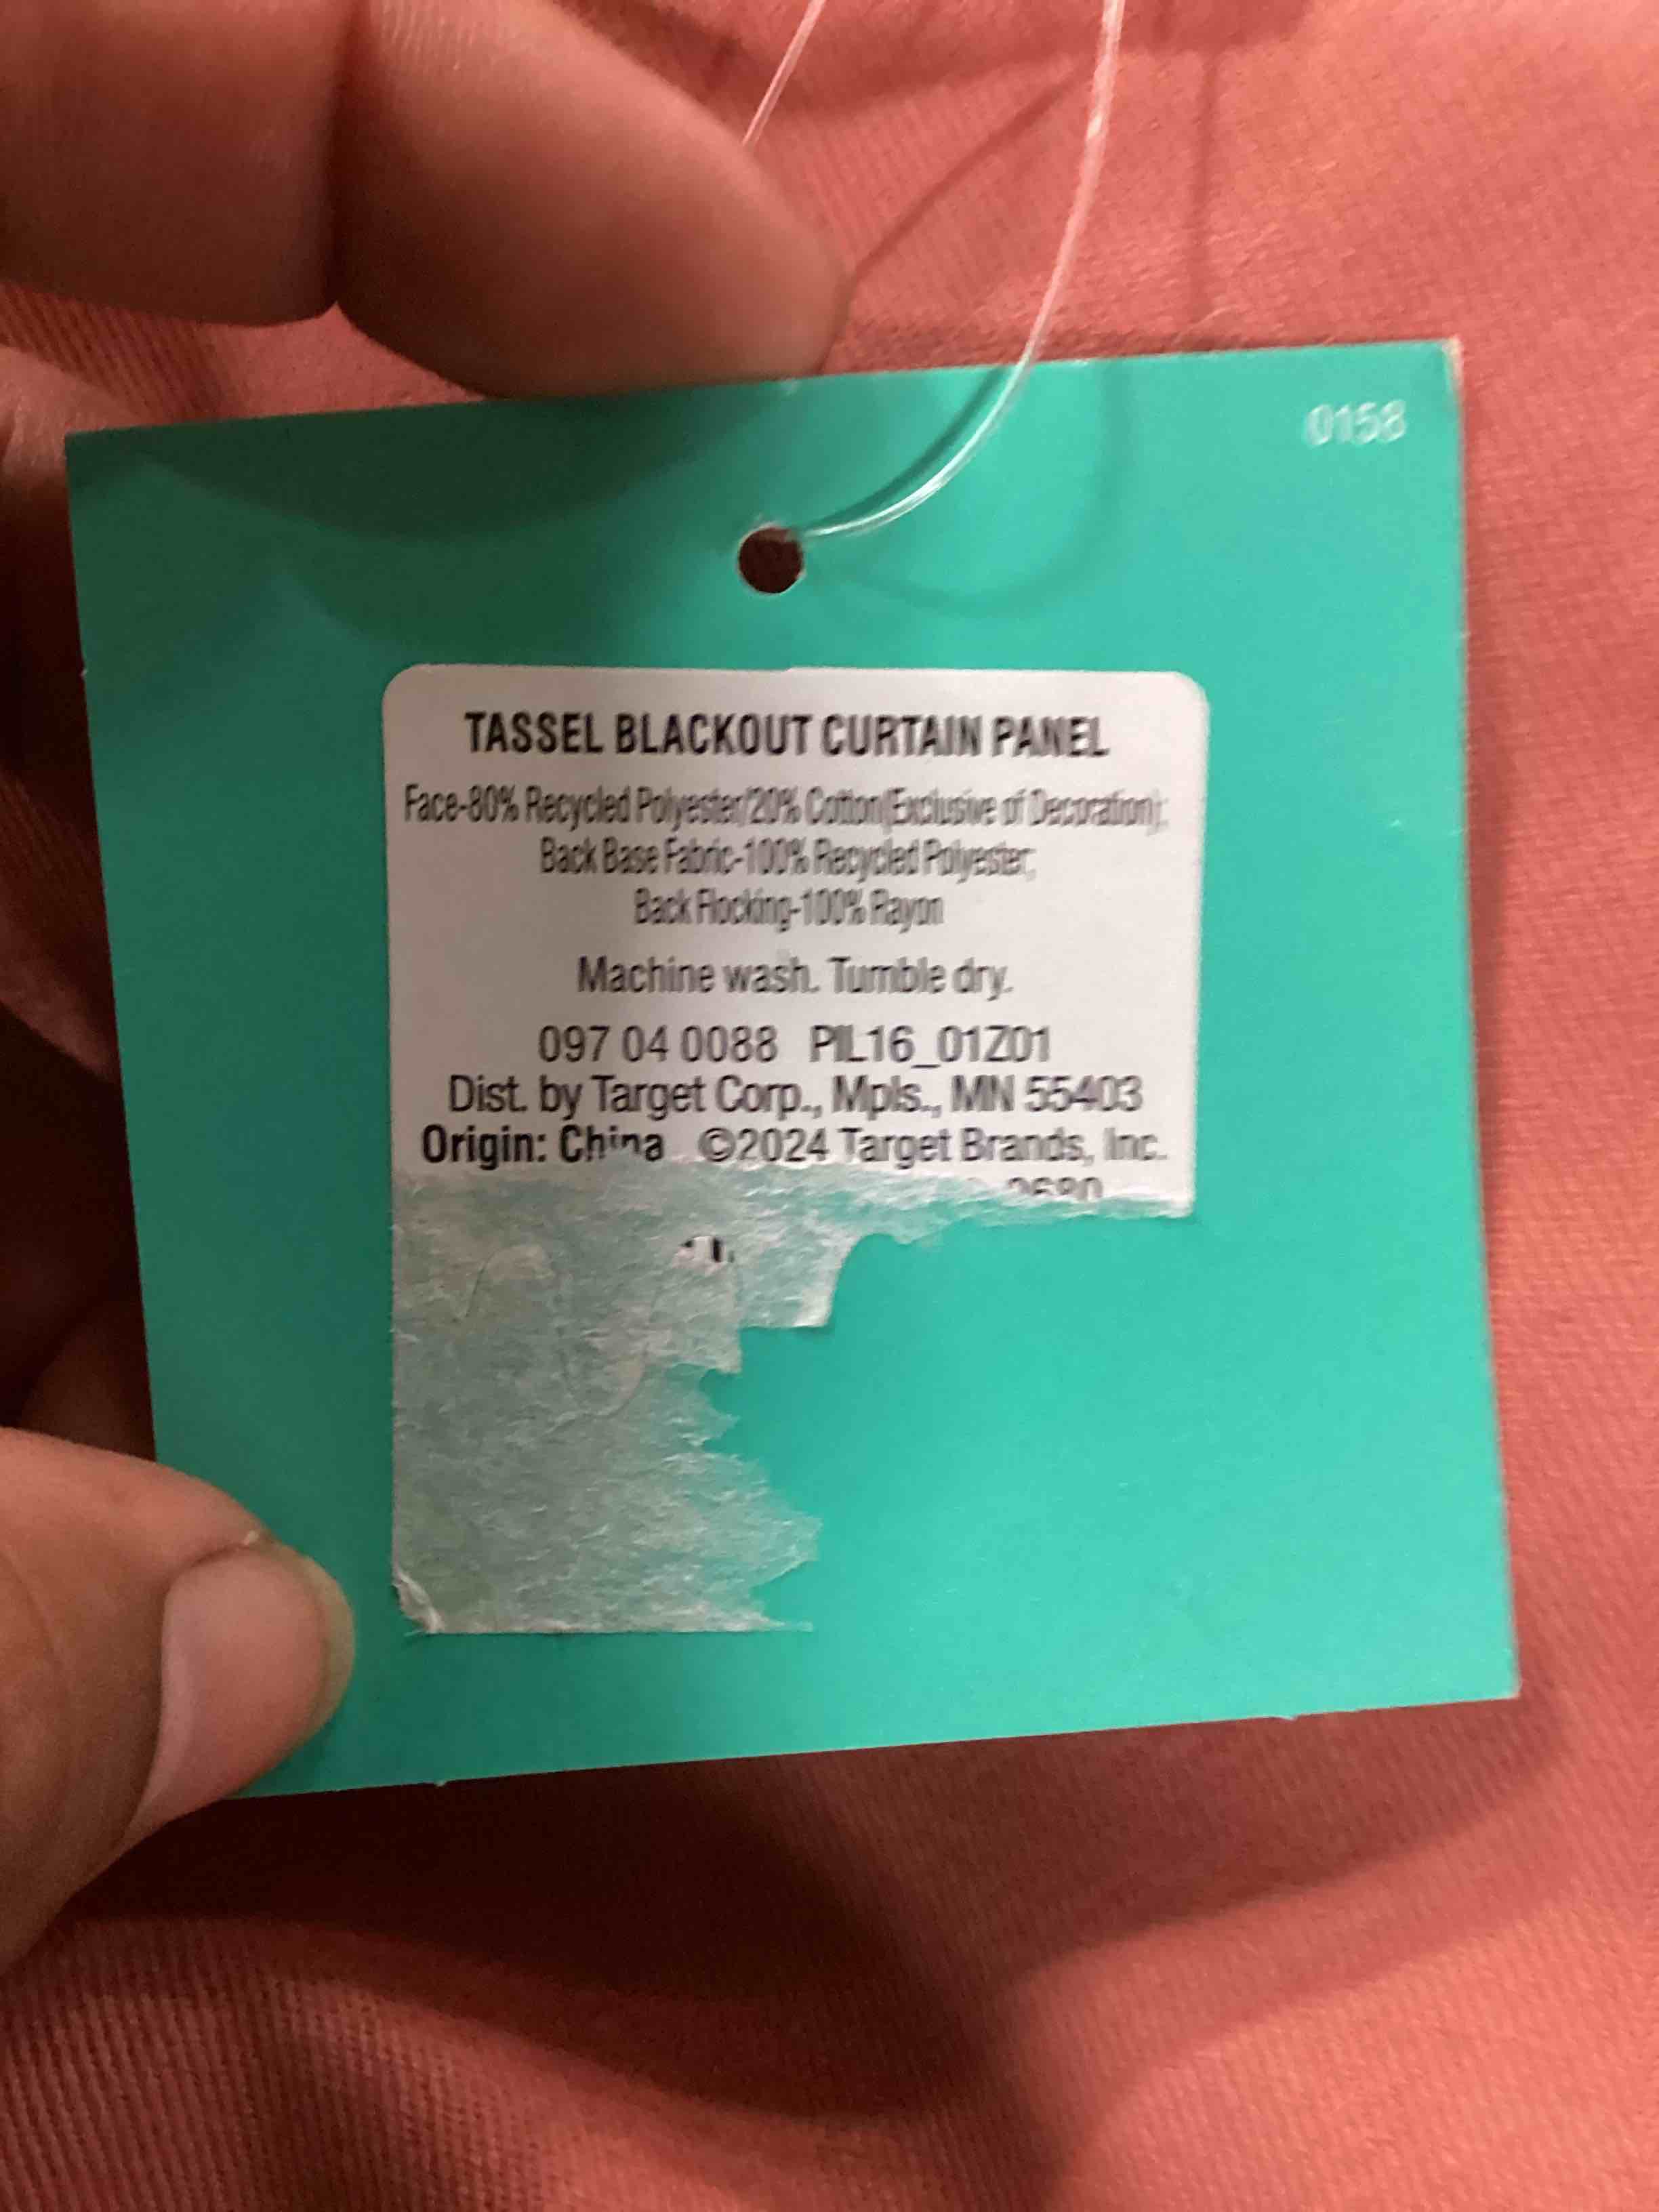 0158
TASSEL BLACKOUT CURTAIN PANEL
Face-80% Recycled Polyester/20% Cotton(Exclusive of Decoration);
Back Base Fabric-100% Recycled Polyester;
Back Flocking-100% Rayon
Machine wash. Tumble dry.
097 04 0088 PIL16_01Z01
Dist. by Target Corp., Mpls., MN 55403
Origin: China ©2024 Target Brands, Inc.